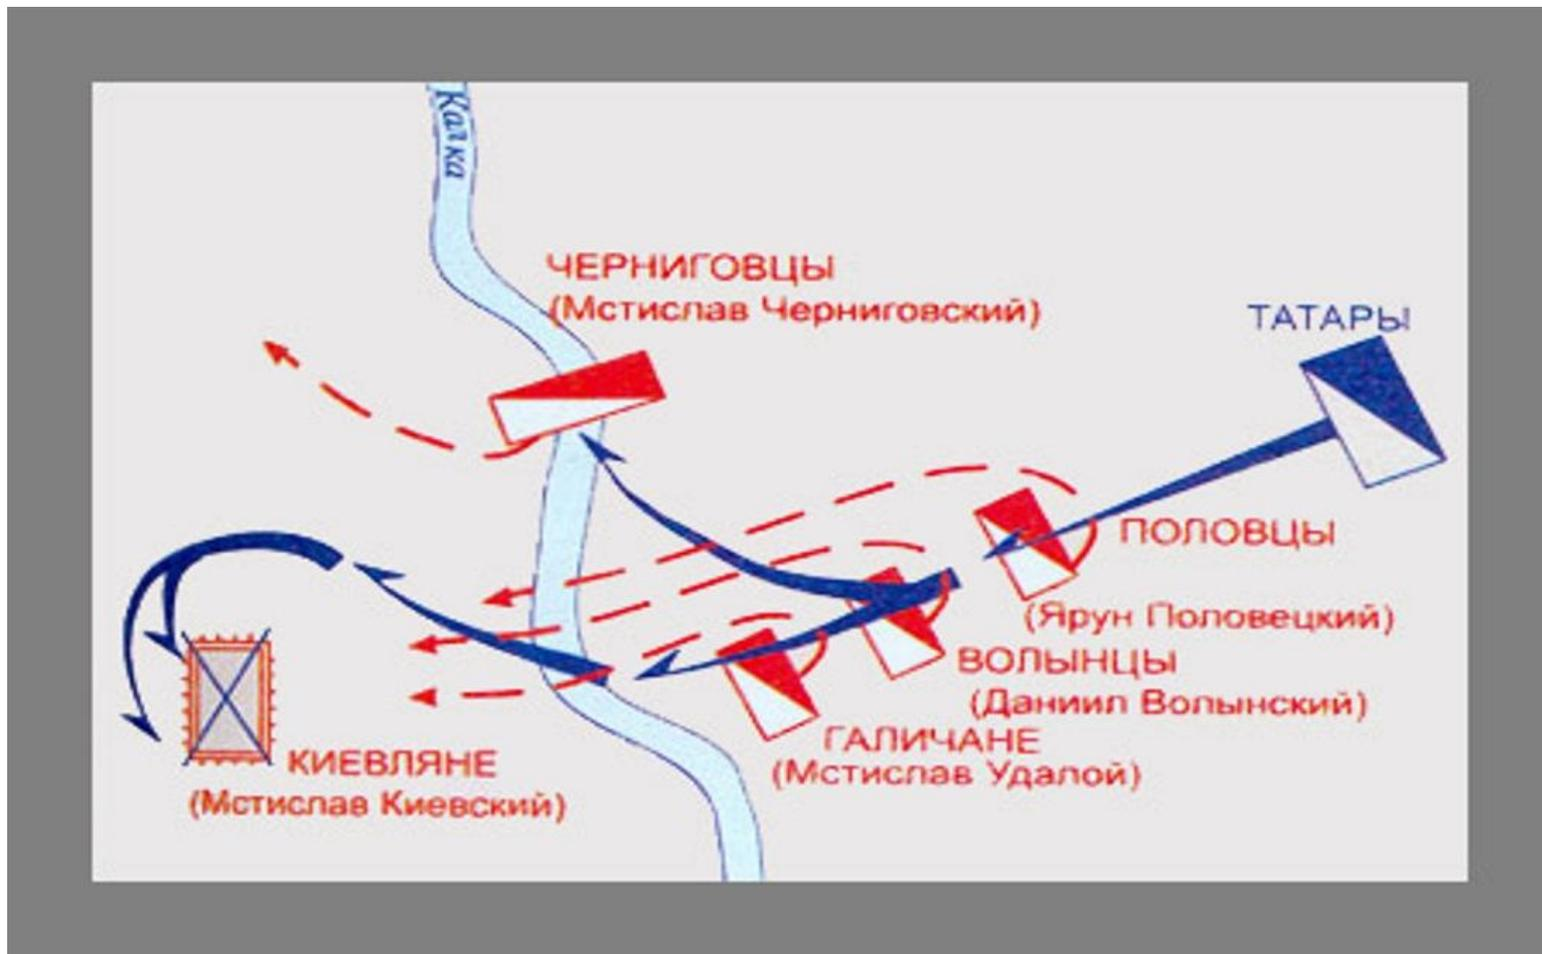 Калка
ЧЕРНИГОВЦЫ
(Мстислав Черниговский)
ТАТАРЫ
ПОЛОВЦЫ
(Ярун Половецкий)
ВОЛЫНЦЫ
(Даниил Волынский)
ГАЛИЧАНЕ
(Мстислав Удалой)
КИЕВЛЯНЕ
(Мстислав Киевский)